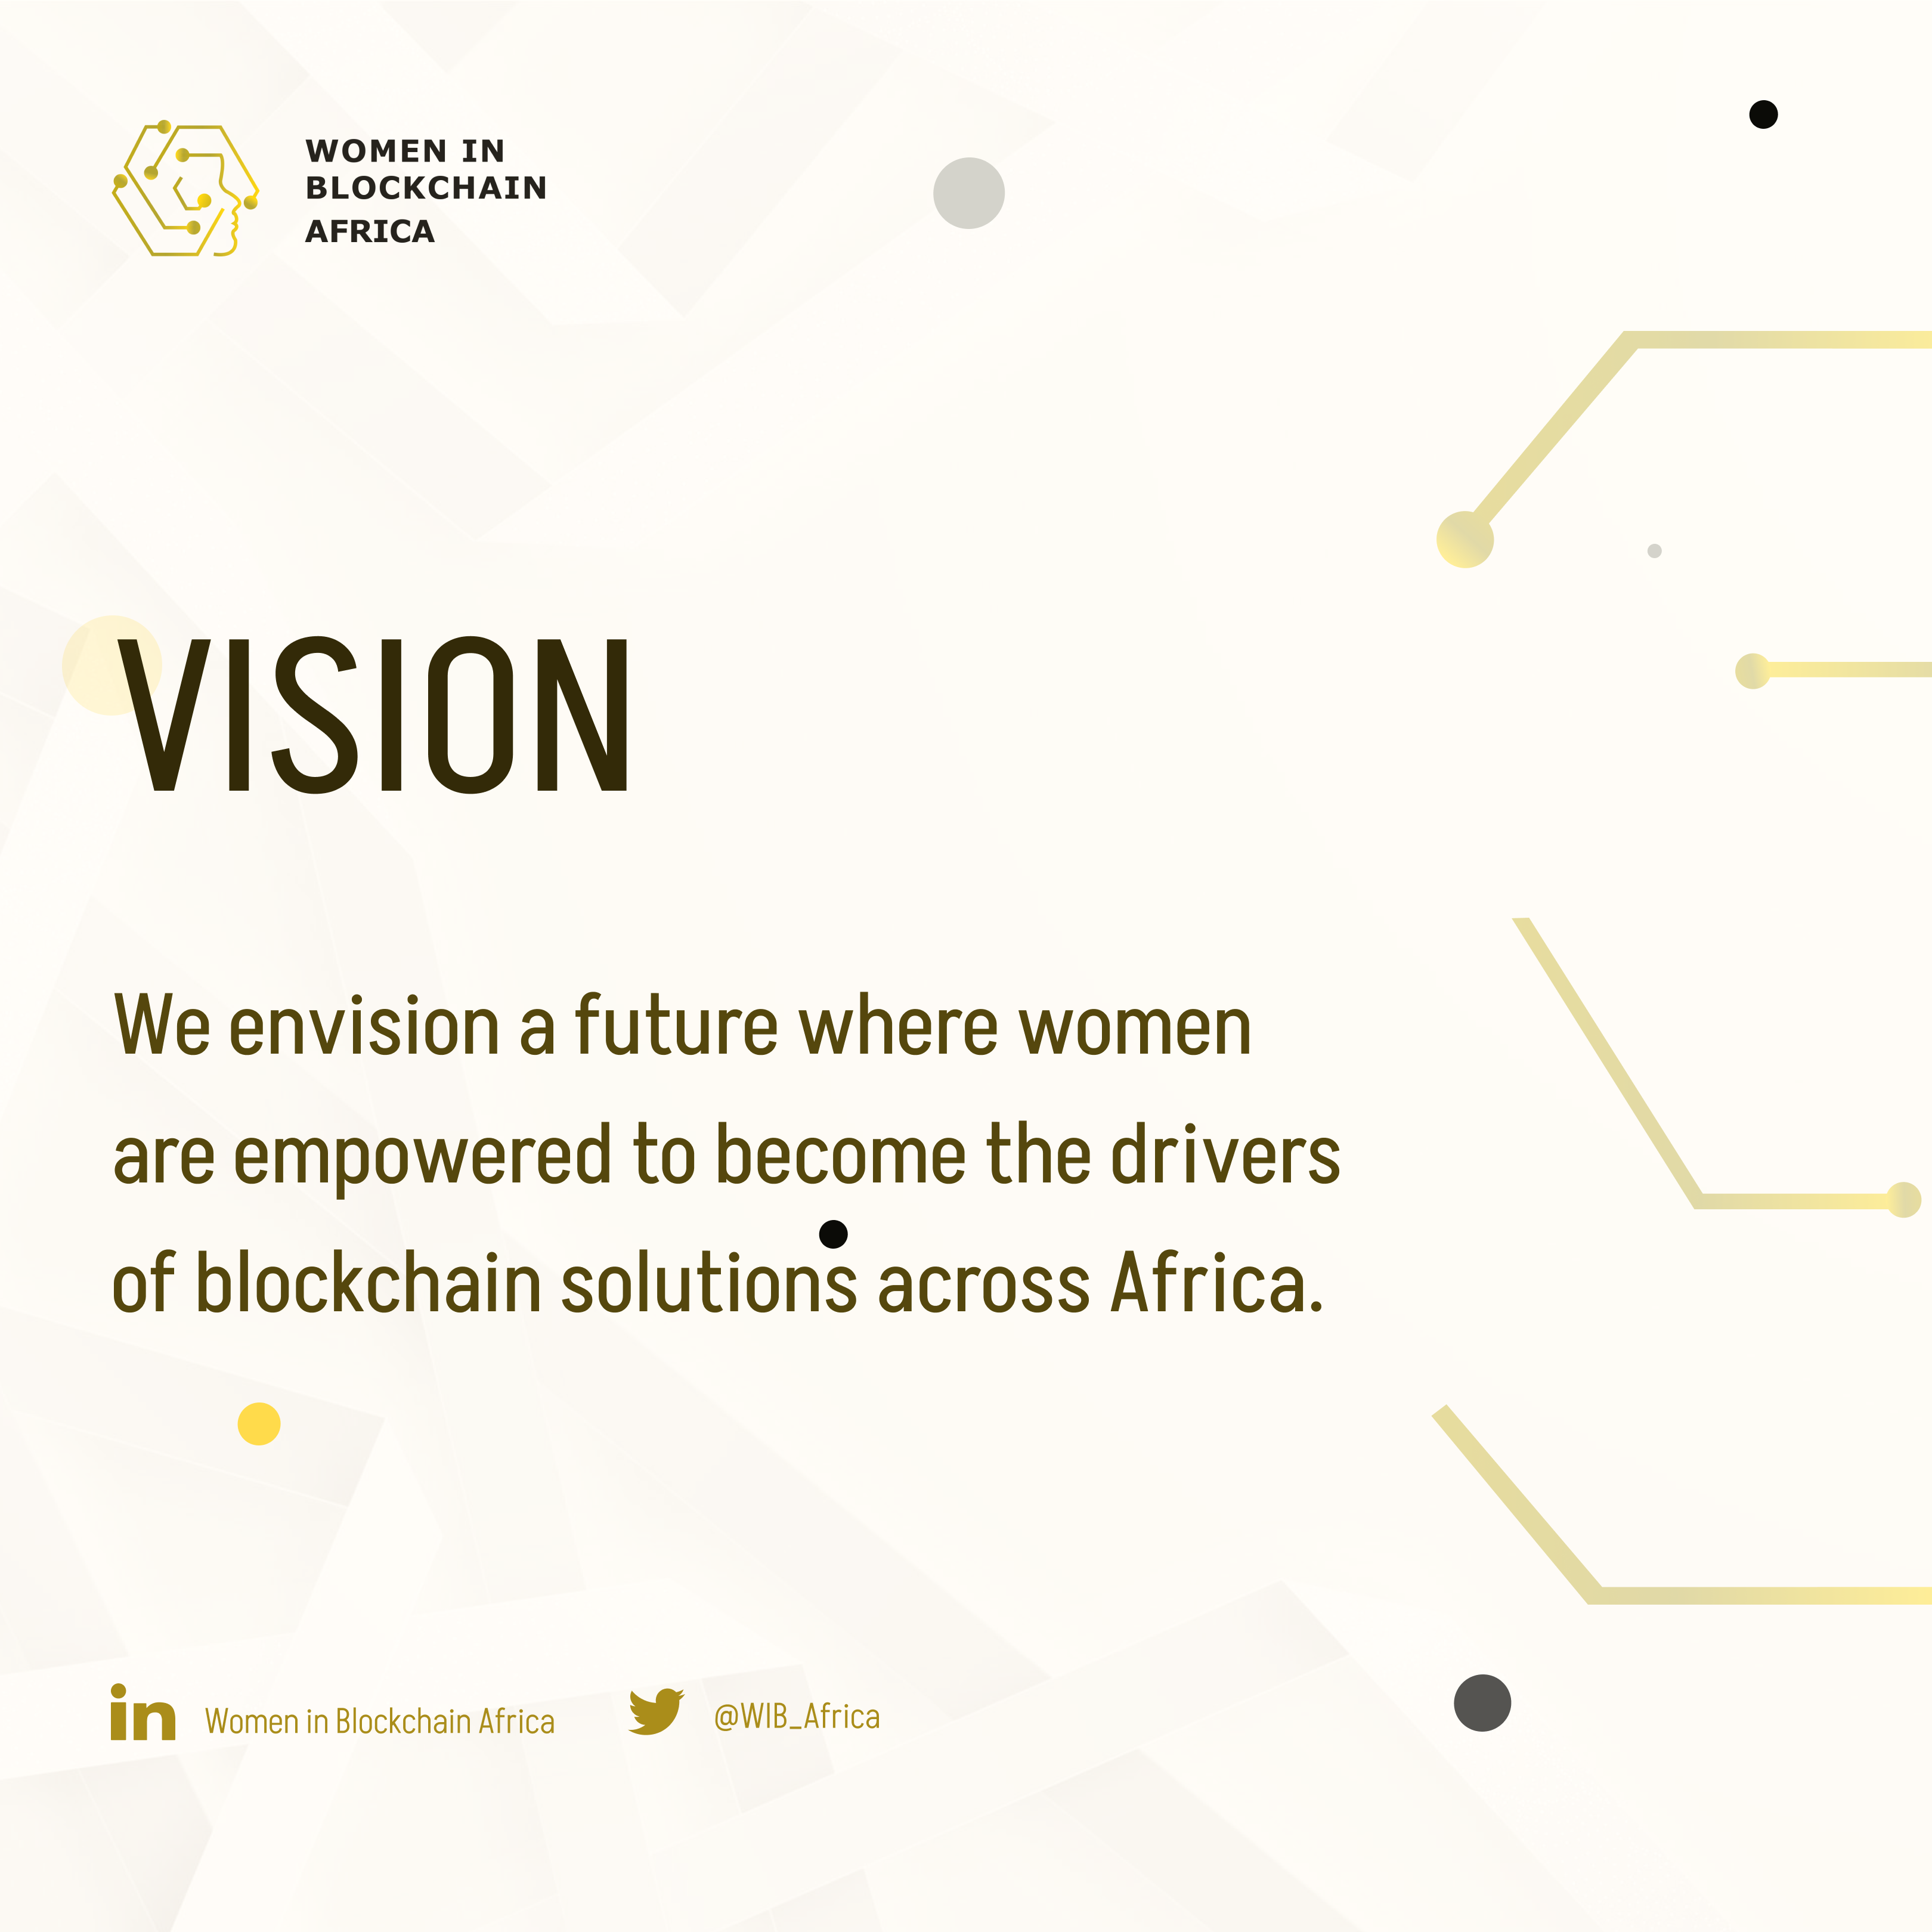 WOMEN IN
BLOCKCHAIN
AFRICA
VISION
We envision a future where women
are empowered to become the drivers
of blockchain solutions across Africa.
in Women in Blockchain Africa
@WIB_Africa